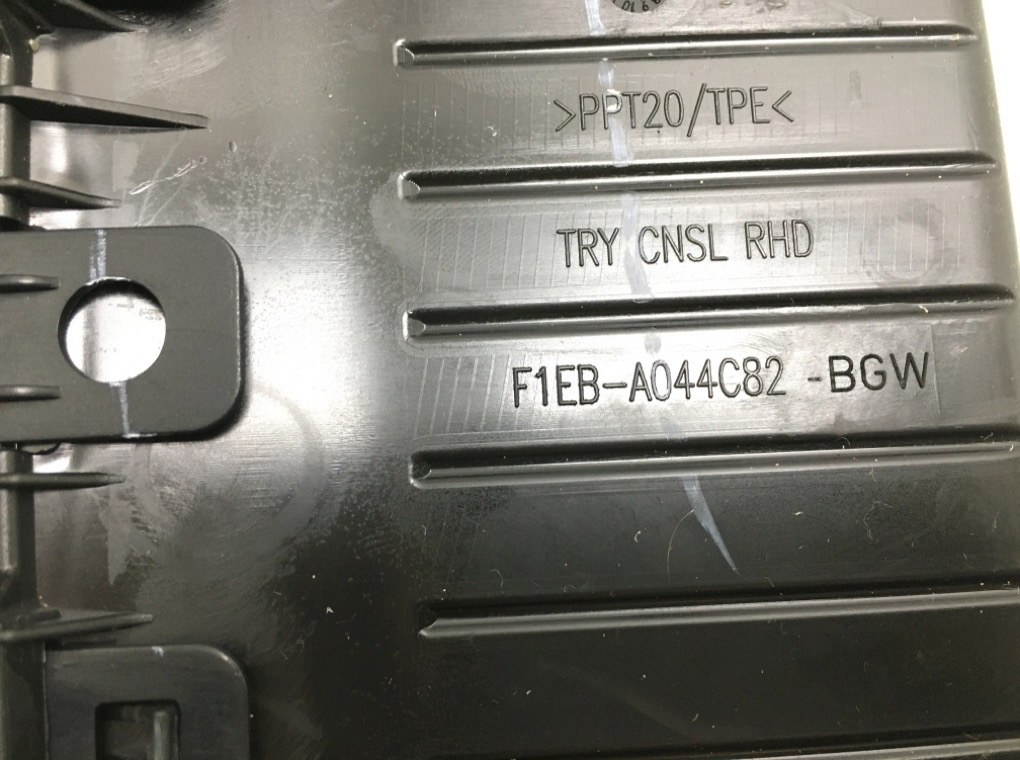 >PPT20/TPE<
TRY CNSL RHD
F1EB-A044C82 -BGW